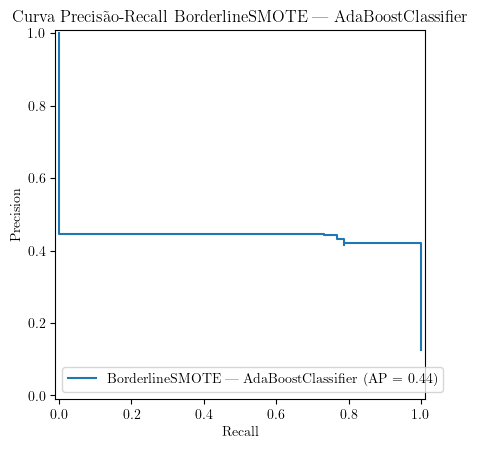 Curva Precisão-Recall BorderlineSMOTE — AdaBoostClassifier
1.0
0.8
0.6
0.4
0.2
0.0
Precision
BorderlineSMOTE — AdaBoostClassifier (AP = 0.44)
0.0 0.2 0.4 0.6 0.8 1.0
Recall